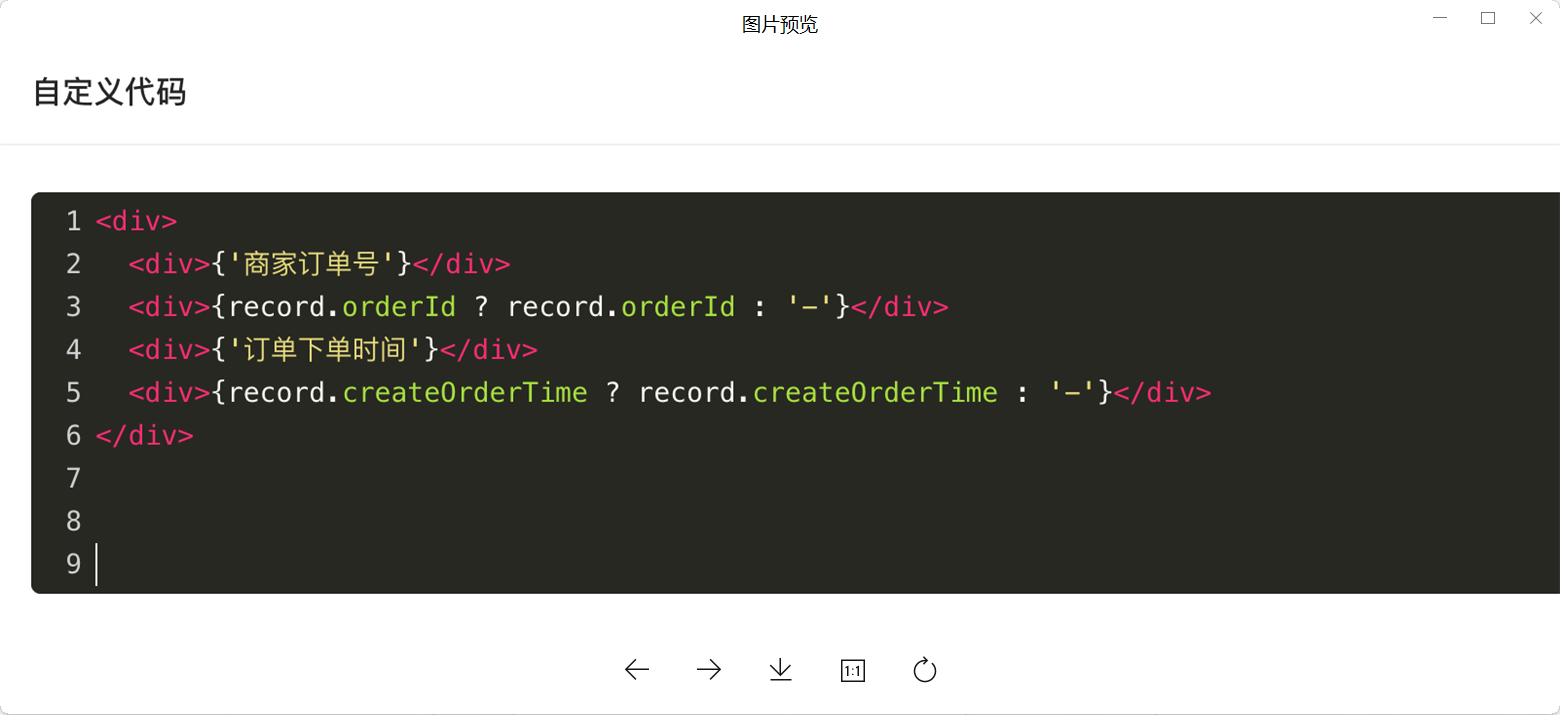 图片预览
自定义代码
1 <div>
2   <div>{'商家订单号'}</div>
3   <div>{record.orderId ? record.orderId : '-'}</div>
4   <div>{'订单下单时间'}</div>
5   <div>{record.createOrderTime ? record.createOrderTime : '-'}</div>
6 </div>
7
8
9
1:1